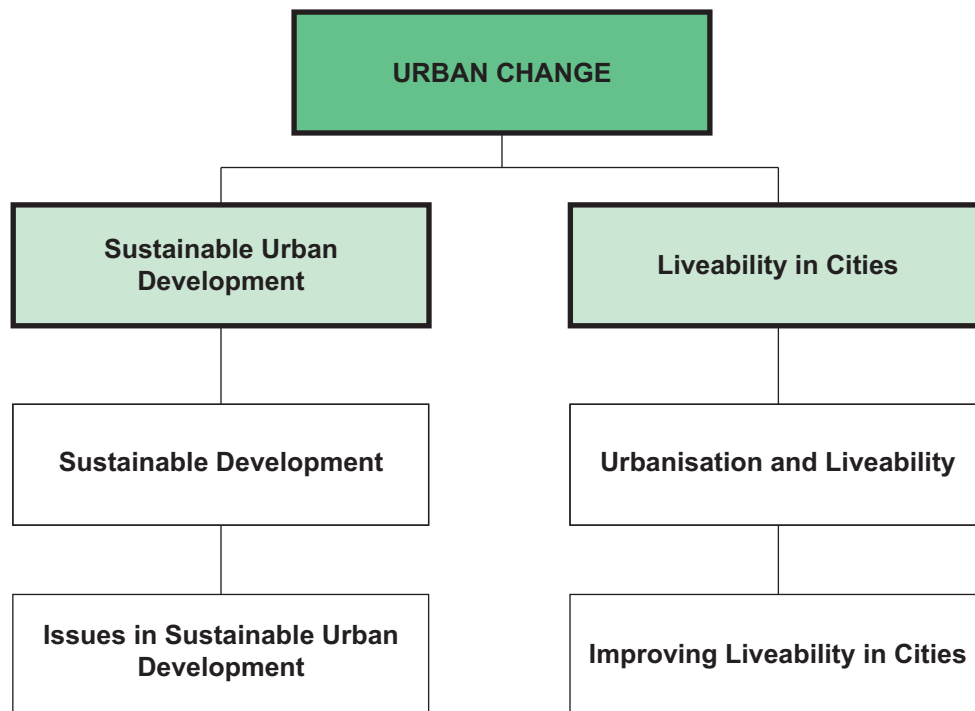 URBAN CHANGE
Sustainable Urban
Development
Liveability in Cities
Sustainable Development
Urbanisation and Liveability
Issues in Sustainable Urban
Development
Improving Liveability in Cities